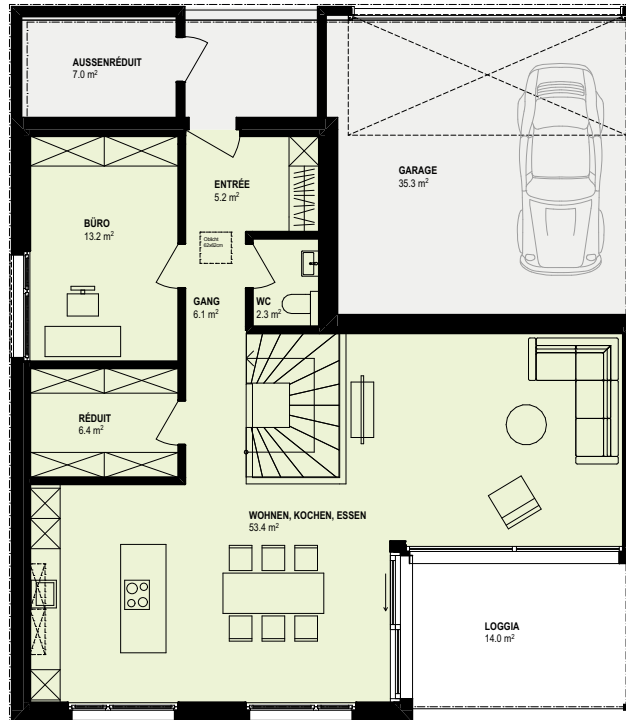 AUSSENRÉDUIT
7.0 m²
GARAGE
35.3 m²
ENTRÉE
5.2 m²
BÜRO
13.2 m²
Oblicht
62x62cm
GANG
6.1 m²
WC
2.3 m²
RÉDUIT
6.4 m²
WOHNEN, KOCHEN, ESSEN
53.4 m²
LOGGIA
14.0 m²